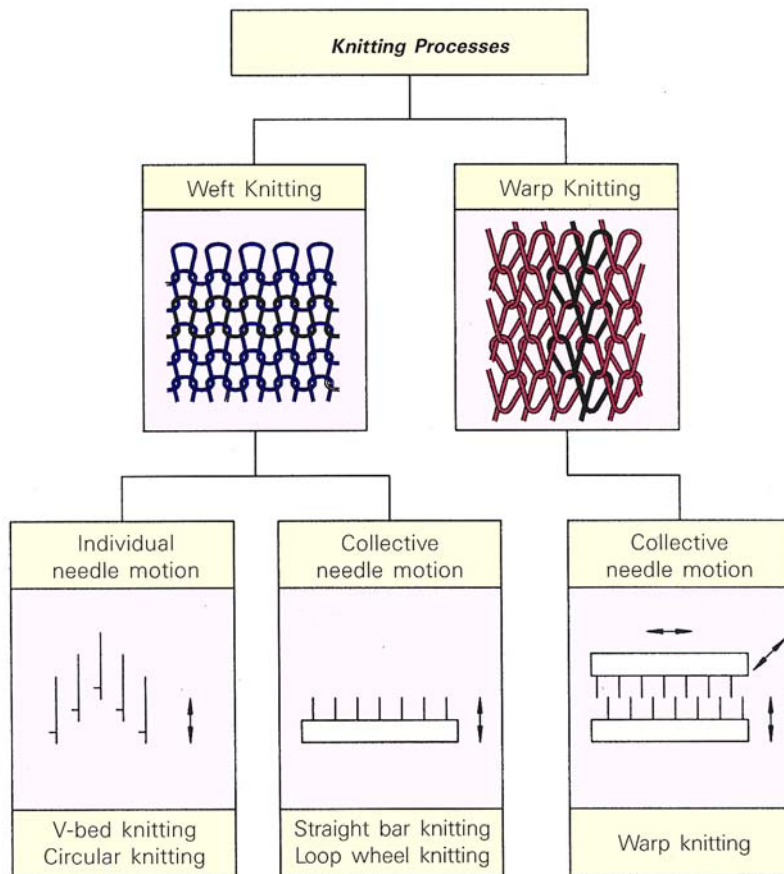 Knitting Processes
Weft Knitting
Warp Knitting
Individual
needle motion
Collective
needle motion
Collective
needle motion
V-bed knitting
Circular knitting
Straight bar knitting
Loop wheel knitting
Warp knitting